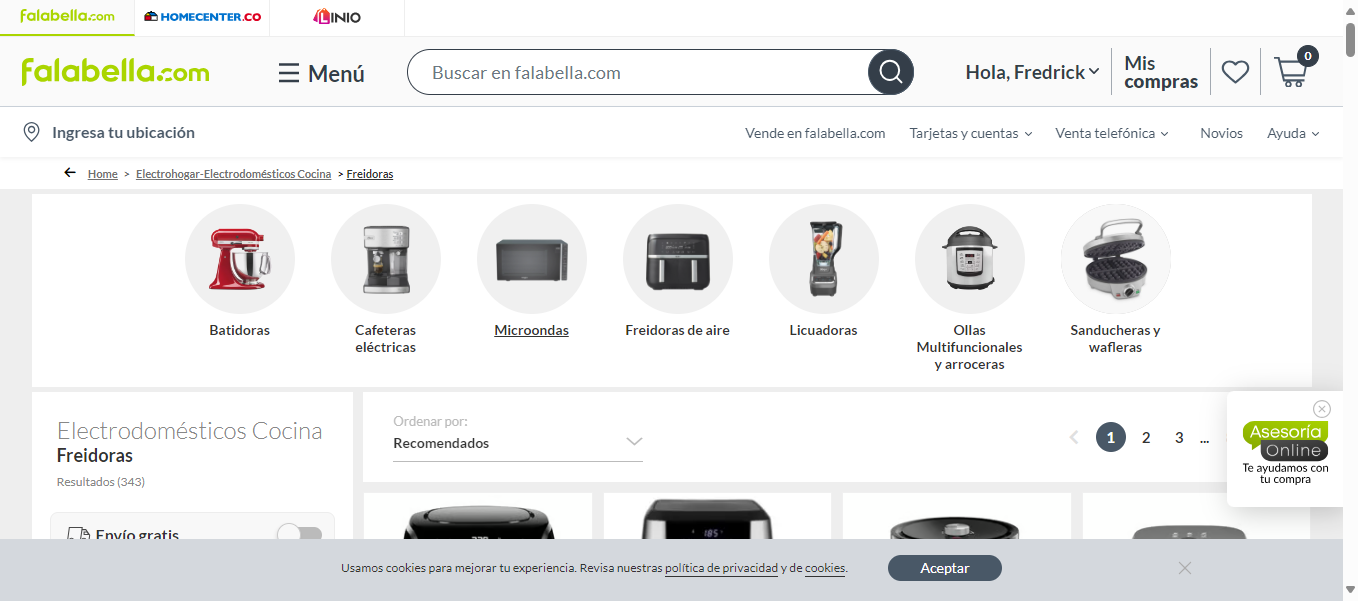 falabella.com
HOMECENTER.CO
LINIO
falabella.com
Menú
Buscar en falabella.com
Hola, Fredrick
Mis
compras
0
Ingresa tu ubicación
Vende en falabella.com
Tarjetas y cuentas
Venta telefónica
Novios
Ayuda
Home > Electrohogar-Electrodomésticos Cocina > Freidoras
Batidoras
Cafeteras
eléctricas
Microondas
Freidoras de aire
Licuadoras
Ollas
Multifuncionales
y arroceras
Sanducheras y
wafleras
Electrodomésticos Cocina
Freidoras
Resultados (343)
Envío gratis
Ordenar por:
Recomendados
1 2 3 ...
Asesoría
Online
Te ayudamos con
tu compra
185
Usamos cookies para mejorar tu experiencia. Revisa nuestras política de privacidad y de cookies.
Aceptar